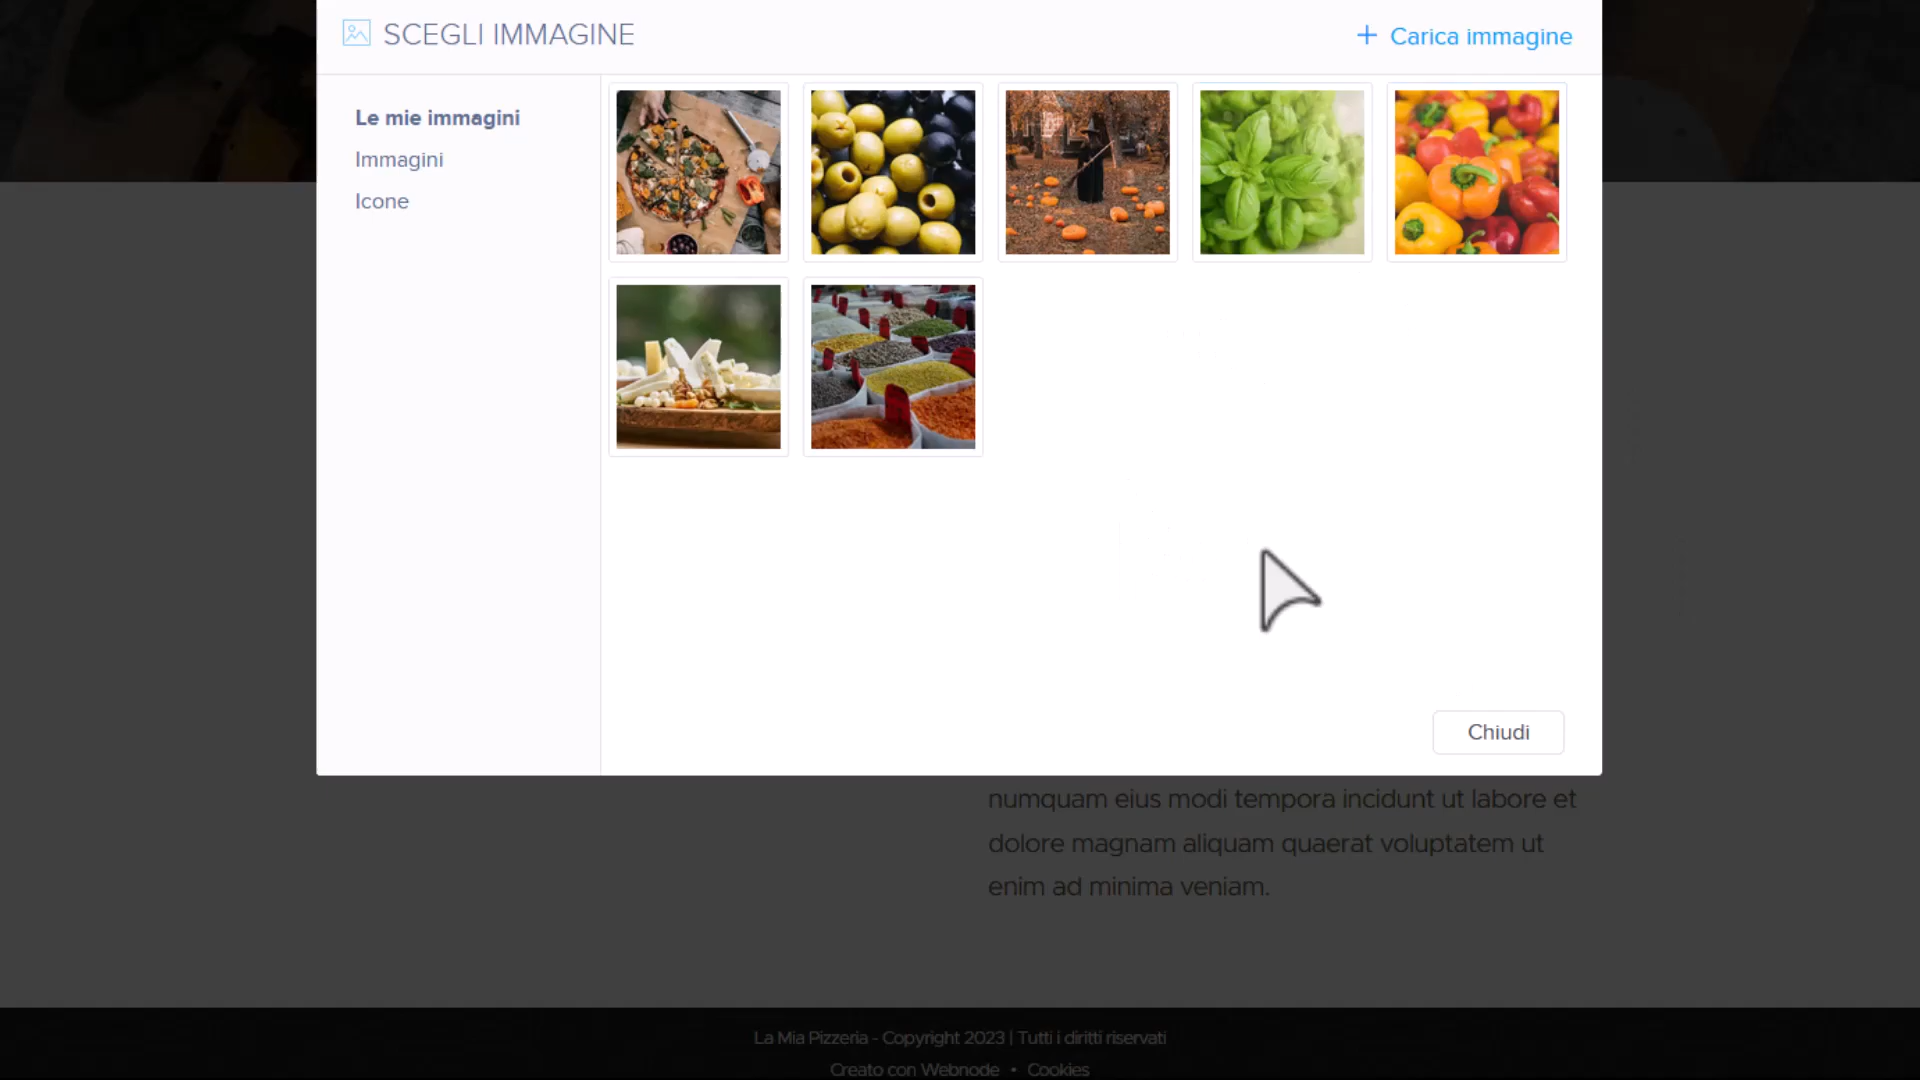 SCEGLI IMMAGINE
+ Carica immagine
Le mie immagini
Immagini
Icone
Chiudi
numquam eius modi tempora incidunt ut labore et
dolore magnam aliquam quaerat voluptatem ut
enim ad minima veniam.
La Mia Pizzeria - Copyright 2023 | Tutti i diritti riservati
Creato con Webnode • Cookies